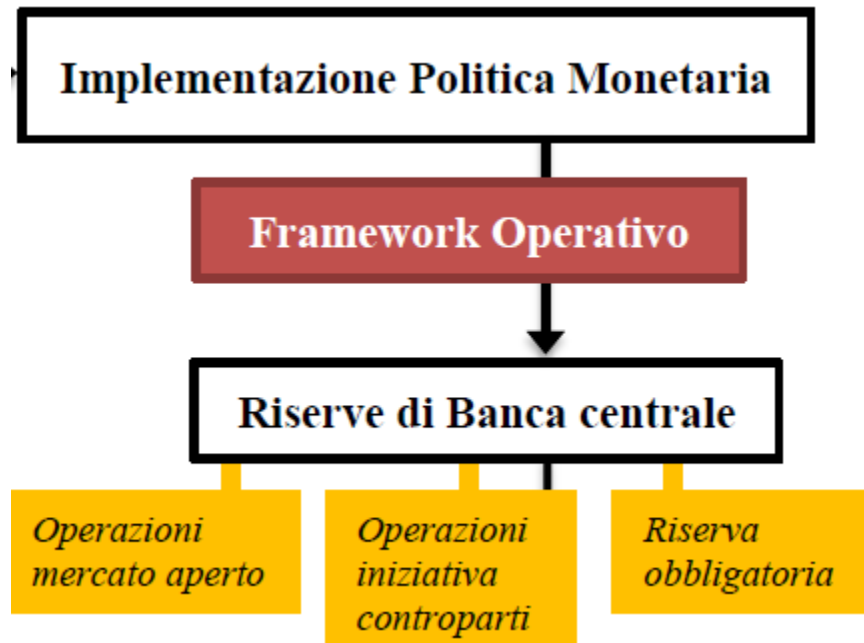 Implementazione Politica Monetaria
Framework Operativo
Riserve di Banca centrale
Operazioni
mercato aperto
Operazioni
iniziativa
controparti
Riserva
obbligatoria